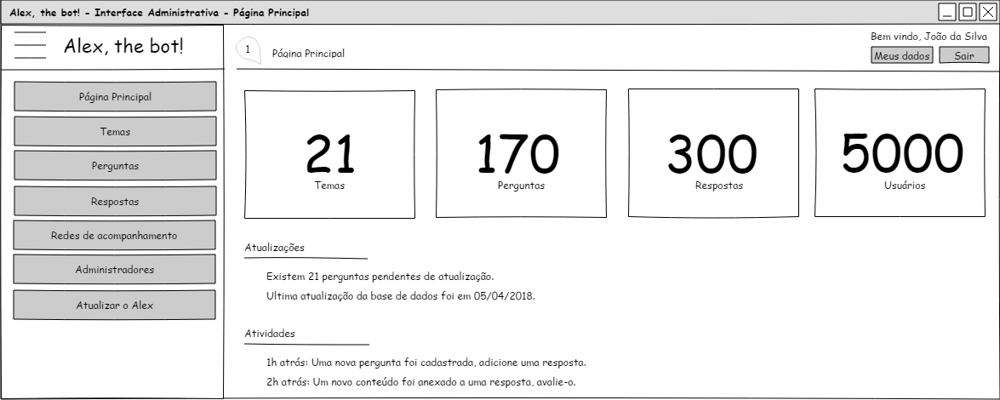 Alex, the bot! - Interface Administrativa - Página Principal
Alex, the bot!
Página Principal
Temas
Perguntas
Respostas
Redes de acompanhamento
Administradores
Atualizar o Alex
1
Página Principal
Bem vindo, João da Silva
Meus dados
Sair
21
Temas
170
Perguntas
300
Respostas
5000
Usuários
Atualizações
Existem 21 perguntas pendentes de atualização.
Ultima atualização da base de dados foi em 05/04/2018.
Atividades
1h atrás: Uma nova pergunta foi cadastrada, adicione uma resposta.
2h atrás: Um novo conteúdo foi anexado a uma resposta, avalie-o.